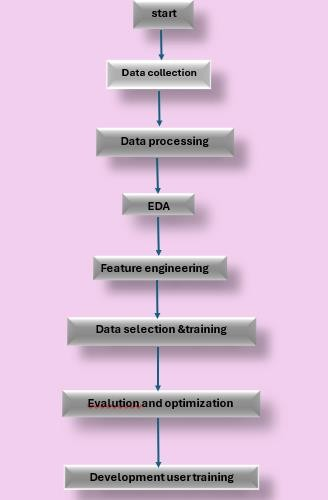 start
Data collection
Data processing
EDA
Feature engineering
Data selection &training
Evalution and optimization
Development user training